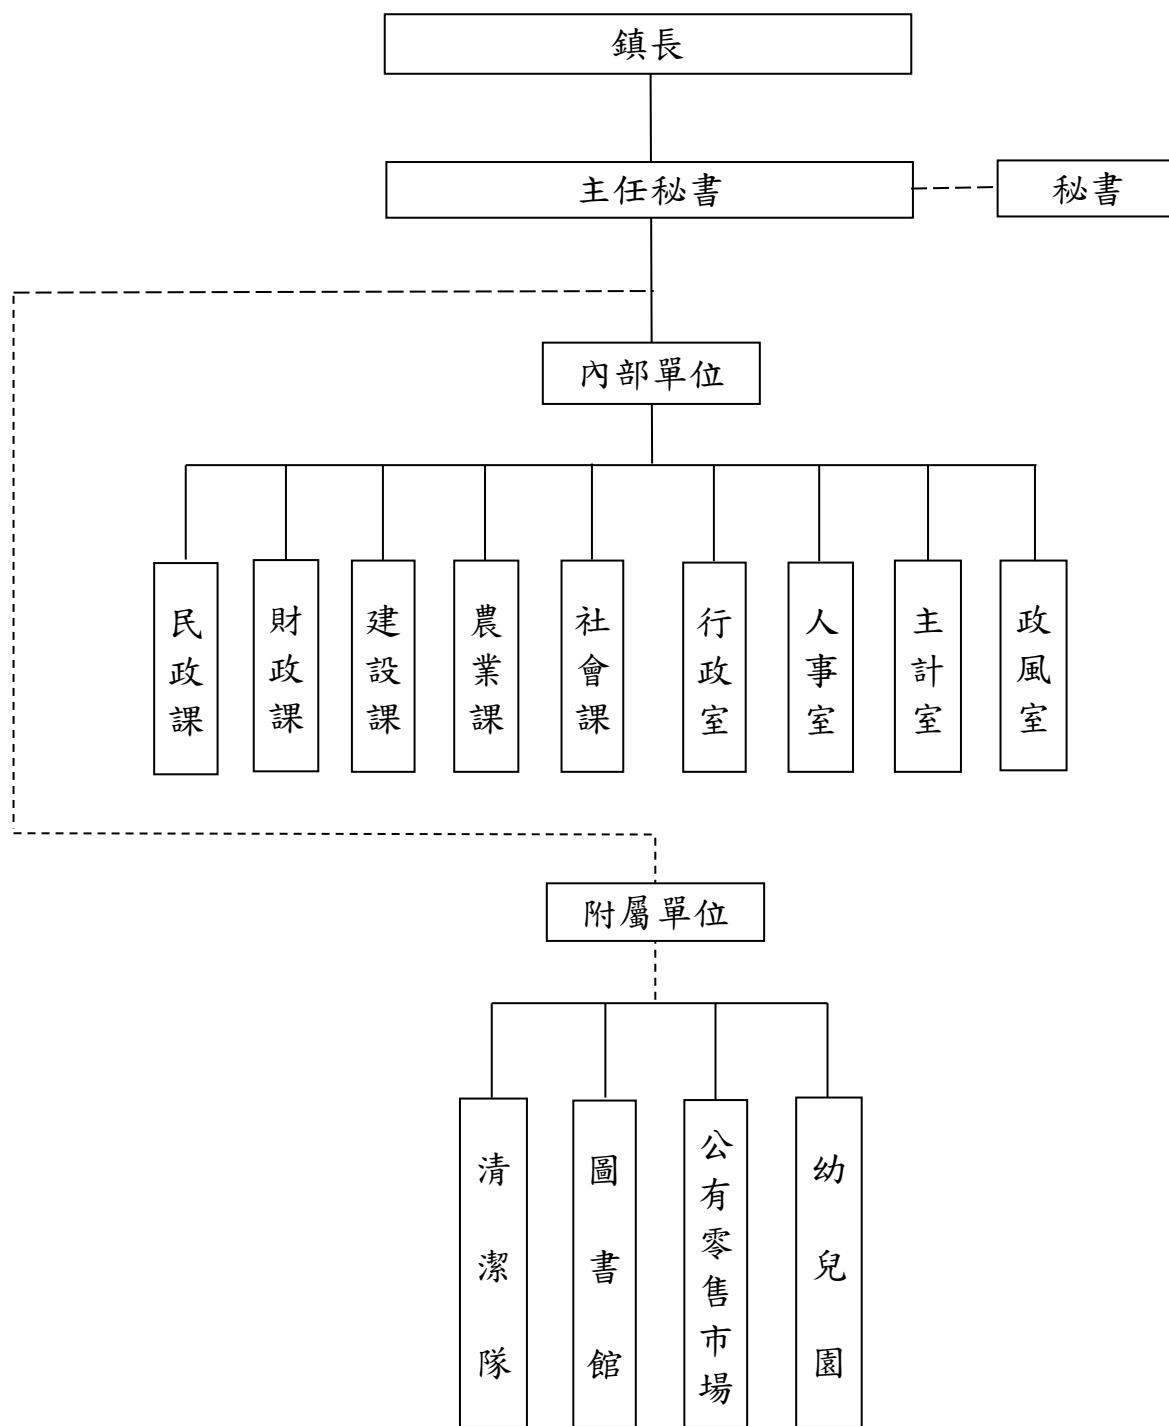 鎮長
主任秘書
秘書
內部單位
民政課
財政課
建設課
農業課
社會課
行政室
人事室
主計室
政風室
附屬單位
清潔隊
圖書館
公有零售市場
幼兒園